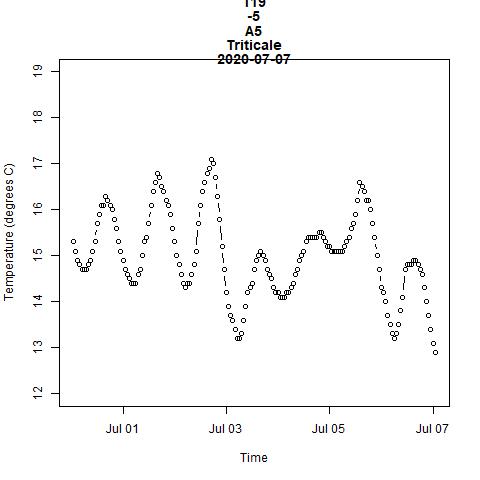 T19
-5
A5
Triticale
2020-07-07
Temperature (degrees C)
19
18
17
16
15
14
13
12
Jul 01
Jul 03
Jul 05
Jul 07
Time